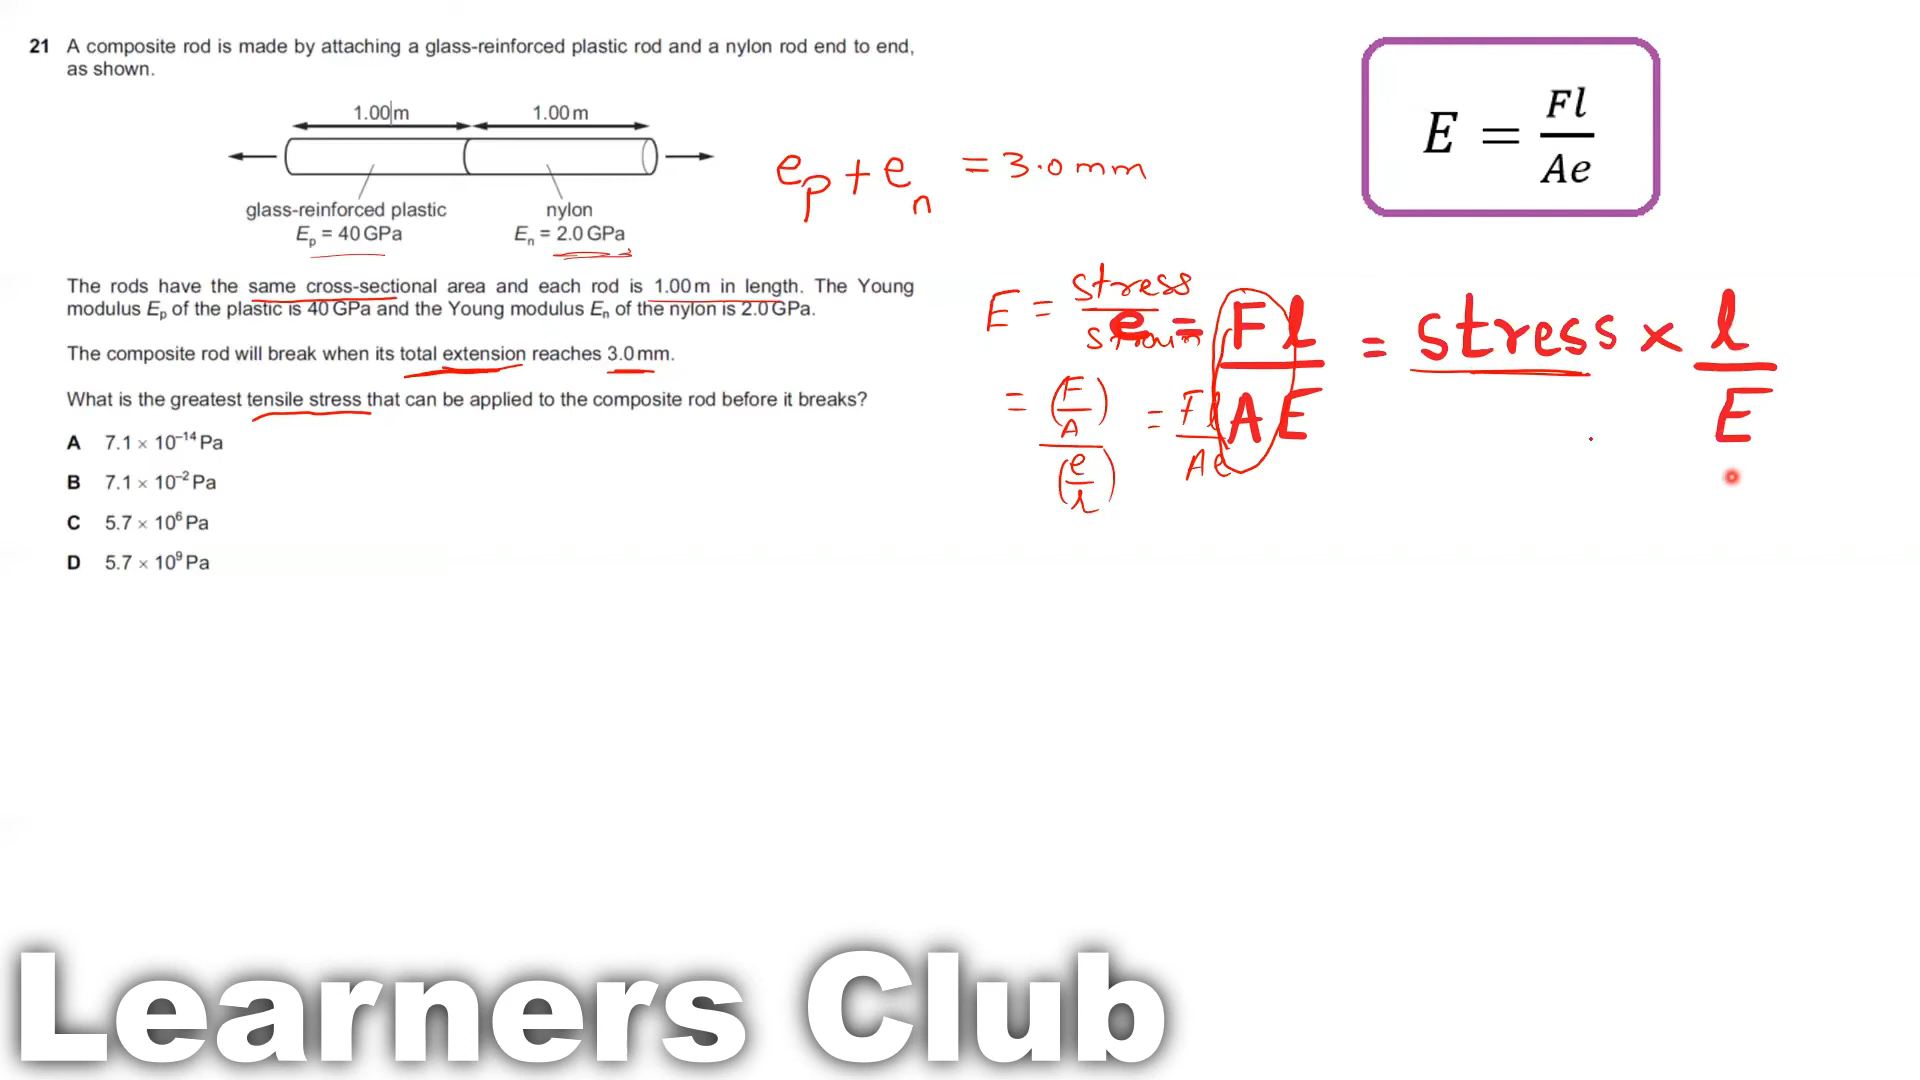 21 A composite rod is made by attaching a glass-reinforced plastic rod and a nylon rod end to end,
as shown.
1.00 m 1.00 m
glass-reinforced plastic nylon
Ep = 40 GPa En = 2.0 GPa
The rods have the same cross-sectional area and each rod is 1.00 m in length. The Young
modulus Ep of the plastic is 40 GPa and the Young modulus En of the nylon is 2.0 GPa.
The composite rod will break when its total extension reaches 3.0 mm.
What is the greatest tensile stress that can be applied to the composite rod before it breaks?
A 7.1 × 10⁻¹⁴ Pa
B 7.1 × 10⁻² Pa
C 5.7 × 10⁶ Pa
D 5.7 × 10⁹ Pa
ep + en = 3.0 mm
E = Fl / Ae
E = stress / strain
= (F/A) / (e/l) = Fl / Ae
e = Fl / AE = stress × l / E
Learners Club